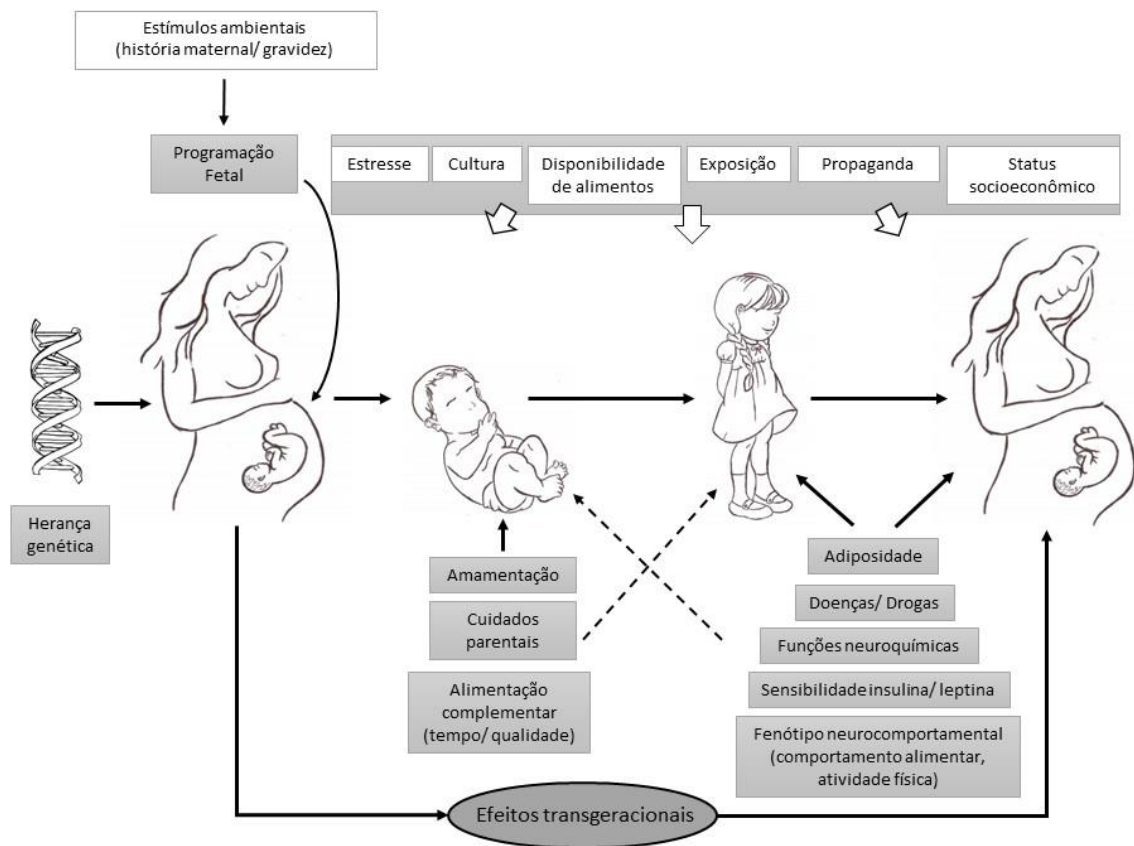 Estímulos ambientais
(história maternal/ gravidez)
Programação
Fetal
Estresse
Cultura
Disponibilidade
de alimentos
Exposição
Propaganda
Status
socioeconômico
Herança
genética
Amamentação
Cuidados
parentais
Alimentação
complementar
(tempo/ qualidade)
Adiposidade
Doenças/ Drogas
Funções neuroquímicas
Sensibilidade insulina/ leptina
Fenótipo neurocomportamental
(comportamento alimentar,
atividade física)
Efeitos transgeracionais